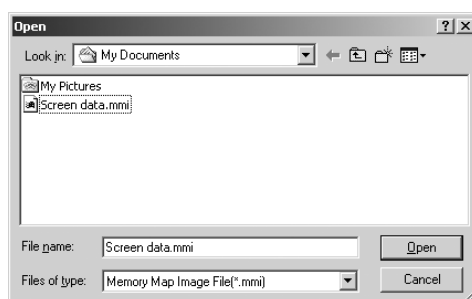 Open
Look in: My Documents
My Pictures
Screen data.mmi
File name: Screen data.mmi Open
Files of type: Memory Map Image File(*.mmi) Cancel